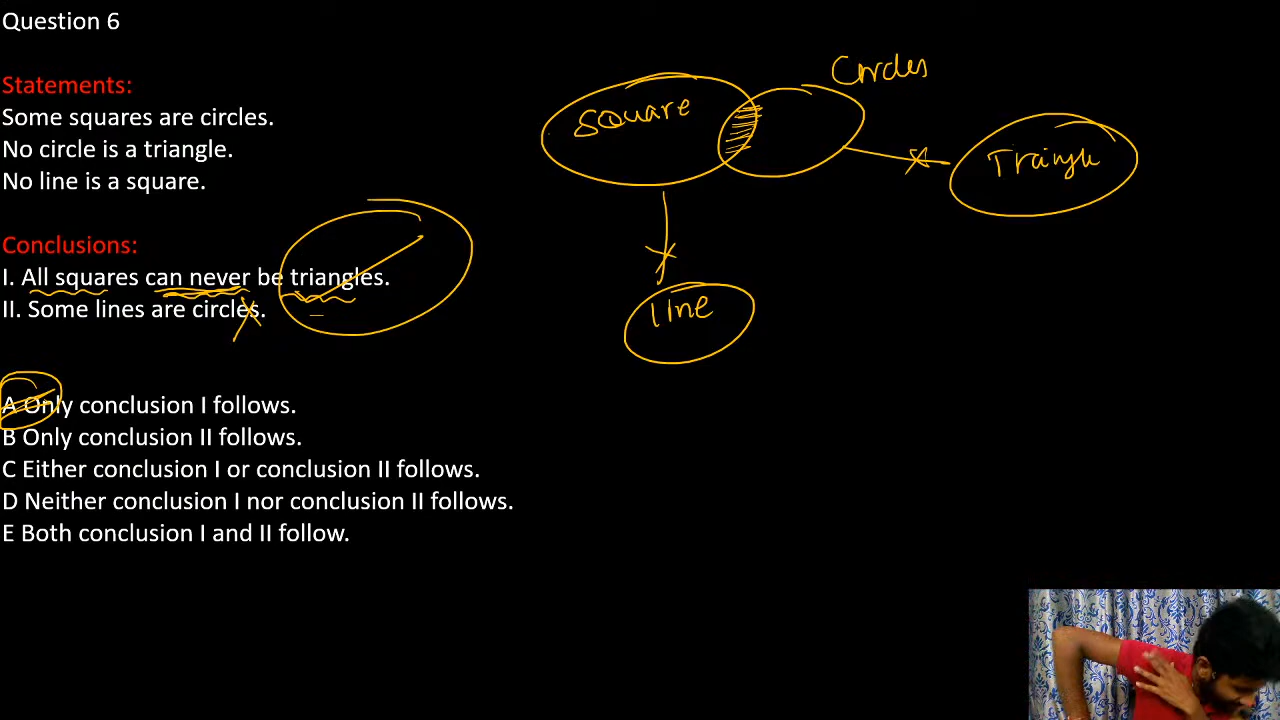 Question 6
Statements:
Some squares are circles.
No circle is a triangle.
No line is a square.
Conclusions:
I. All squares can never be triangles.
II. Some lines are circles.
A Only conclusion I follows.
B Only conclusion II follows.
C Either conclusion I or conclusion II follows.
D Neither conclusion I nor conclusion II follows.
E Both conclusion I and II follow.
Square
Circles
Traingle
line